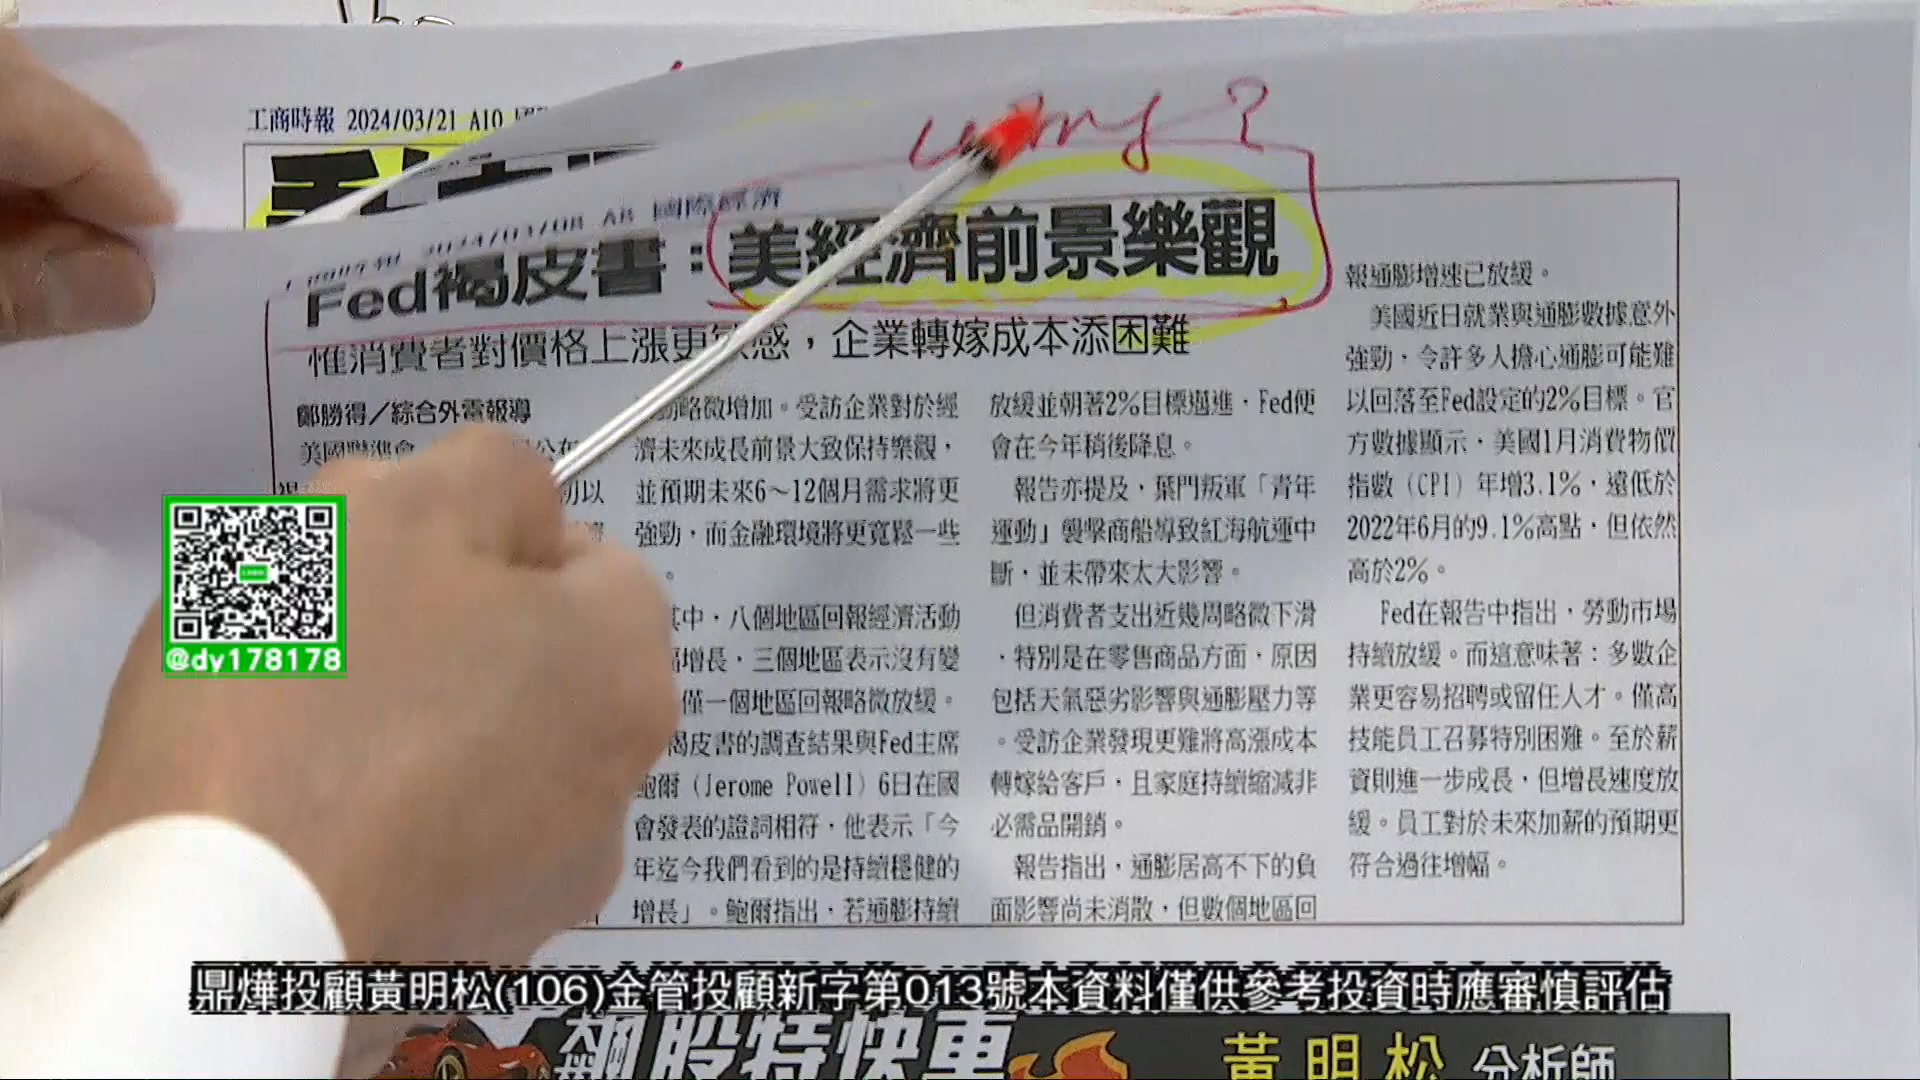 工商時報 2024/03/21 A10
2024/03/08 A8 國際經濟
Fed褐皮書：美經濟前景樂觀
惟消費者對價格上漲更敏感，企業轉嫁成本添困難
鄭勝得／綜合外電報導
美國聯準會
初以
略微增加。受訪企業對於經
濟未來成長前景大致保持樂觀，
並預期未來6～12個月需求將更
強勁，而金融環境將更寬鬆一些
。
其中，八個地區回報經濟活動
增長，三個地區表示沒有變
僅一個地區回報略微放緩。
褐皮書的調查結果與Fed主席
鮑爾（Jerome Powell）6日在國
會發表的證詞相符，他表示「今
年迄今我們看到的是持續穩健的
增長」。鮑爾指出，若通膨持續
放緩並朝著2%目標邁進，Fed便
會在今年稍後降息。
報告亦提及，葉門叛軍「青年
運動」襲擊商船導致紅海航運中
斷，並未帶來太大影響。
但消費者支出近幾周略微下滑
，特別是在零售商品方面，原因
包括天氣惡劣影響與通膨壓力等
。受訪企業發現更難將高漲成本
轉嫁給客戶，且家庭持續縮減非
必需品開銷。
報告指出，通膨居高不下的負
面影響尚未消散，但數個地區回
報通膨增速已放緩。
美國近日就業與通膨數據意外
強勁，令許多人擔心通膨可能難
以回落至Fed設定的2%目標。官
方數據顯示，美國1月消費物價
指數（CPI）年增3.1%，遠低於
2022年6月的9.1%高點，但依然
高於2%。
Fed在報告中指出，勞動市場
持續放緩。而這意味著：多數企
業更容易招聘或留任人才。僅高
技能員工召募特別困難。至於薪
資則進一步成長，但增長速度放
緩。員工對於未來加薪的預期更
符合過往增幅。
@dy178178
鼎燁投顧黃明松(106)金管投顧新字第013號本資料僅供參考投資時應審慎評估
飆股特快車
黃明松 分析師